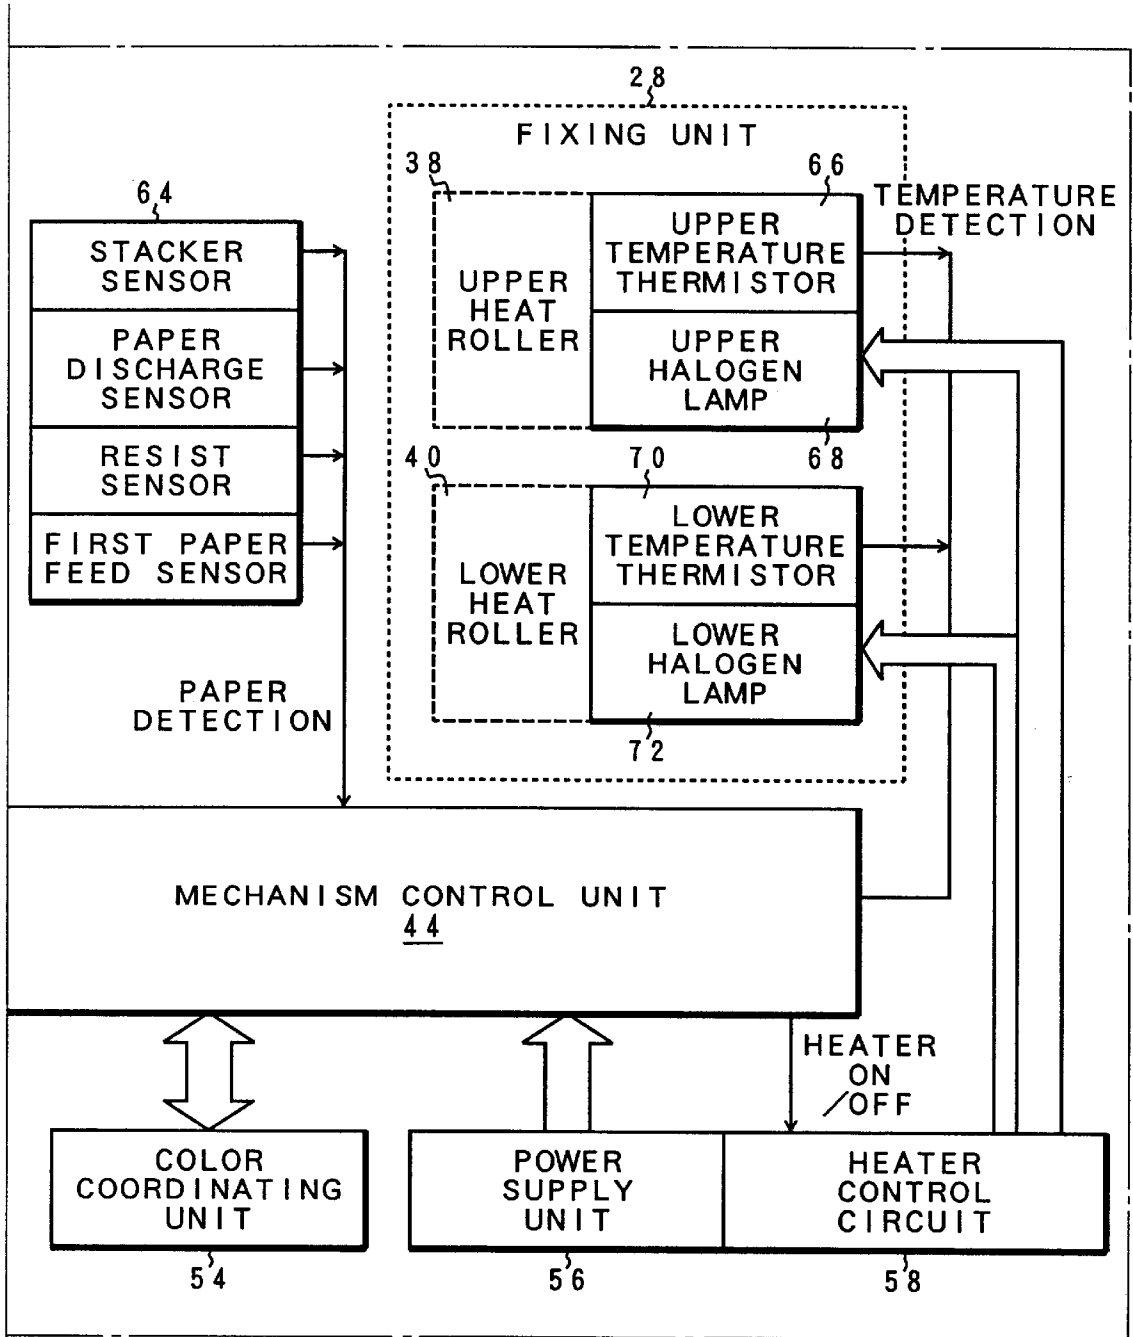 28
FIXING UNIT
38
66
TEMPERATURE
DETECTION
64
STACKER
SENSOR
PAPER
DISCHARGE
SENSOR
RESIST
SENSOR
FIRST PAPER
FEED SENSOR
UPPER
HEAT
ROLLER
UPPER
TEMPERATURE
THERMISTOR
UPPER
HALOGEN
LAMP
68
40
70
LOWER
HEAT
ROLLER
LOWER
TEMPERATURE
THERMISTOR
LOWER
HALOGEN
LAMP
72
PAPER
DETECTION
MECHANISM CONTROL UNIT
44
HEATER
ON
/OFF
COLOR
COORDINATING
UNIT
54
POWER
SUPPLY
UNIT
56
HEATER
CONTROL
CIRCUIT
58